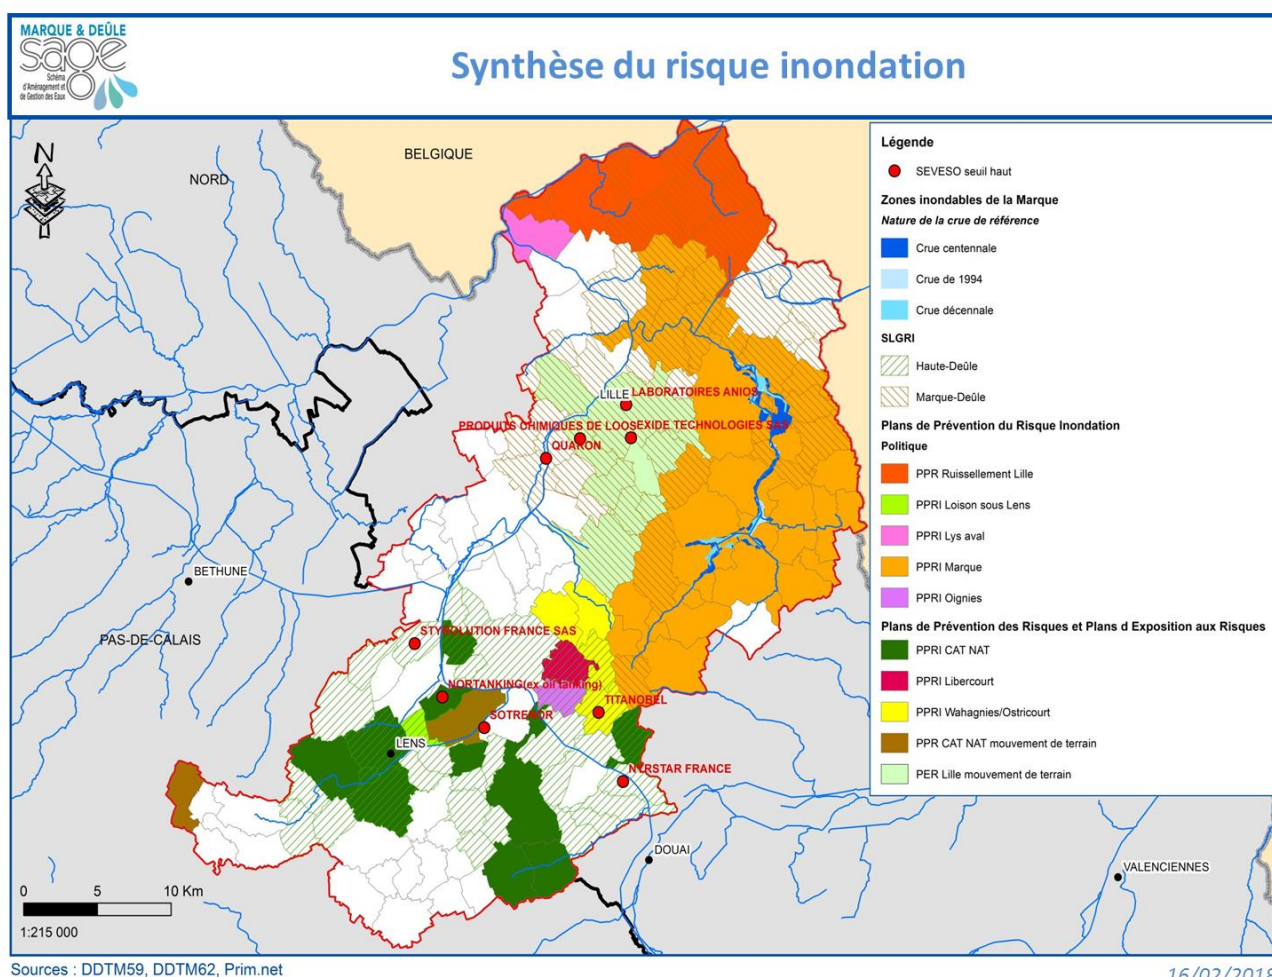 MARQUE & DEÛLE
sage
Schéma
d'Aménagement et
de Gestion des Eaux
Synthèse du risque inondation
N
BELGIQUE
NORD
LILLE
LABORATOIRES ANIOS
PRODUITS CHIMIQUES DE LOOS
EXIDE TECHNOLOGIES SAS
QUARON
BETHUNE
PAS-DE-CALAIS
STYROLUTION FRANCE SAS
NORTANKING(ex oil tanking)
TITANOBEL
SOTRENOR
LENS
NYRSTAR FRANCE
DOUAI
VALENCIENNES
0 5 10 Km
1:215 000
Légende
SEVESO seuil haut
Zones inondables de la Marque
Nature de la crue de référence
Crue centennale
Crue de 1994
Crue décennale
SLGRI
Haute-Deûle
Marque-Deûle
Plans de Prévention du Risque Inondation
Politique
PPR Ruissellement Lille
PPRI Loison sous Lens
PPRI Lys aval
PPRI Marque
PPRI Oignies
Plans de Prévention des Risques et Plans d Exposition aux Risques
PPRI CAT NAT
PPRI Libercourt
PPRI Wahagnies/Ostricourt
PPR CAT NAT mouvement de terrain
PER Lille mouvement de terrain
Sources : DDTM59, DDTM62, Prim.net
16/02/2018